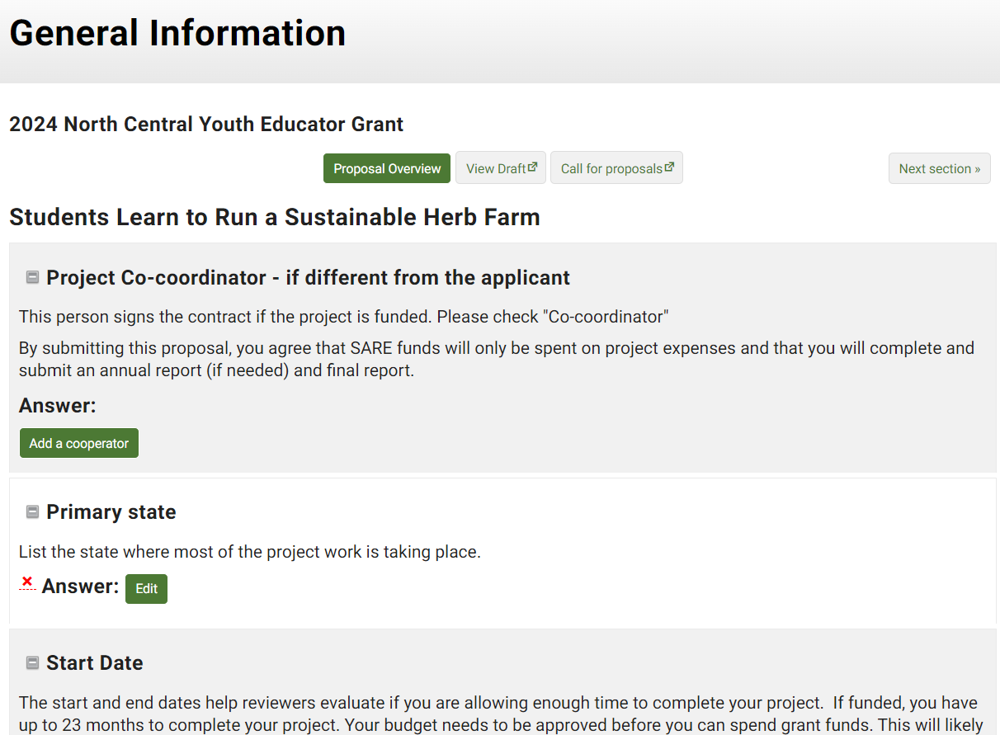 General Information
2024 North Central Youth Educator Grant
Proposal Overview
View Draft
Call for proposals
Next section »
Students Learn to Run a Sustainable Herb Farm
Project Co-coordinator - if different from the applicant
This person signs the contract if the project is funded. Please check "Co-coordinator"
By submitting this proposal, you agree that SARE funds will only be spent on project expenses and that you will complete and
submit an annual report (if needed) and final report.
Answer:
Add a cooperator
Primary state
List the state where most of the project work is taking place.
Answer: Edit
Start Date
The start and end dates help reviewers evaluate if you are allowing enough time to complete your project.  If funded, you have
up to 23 months to complete your project. Your budget needs to be approved before you can spend grant funds. This will likely